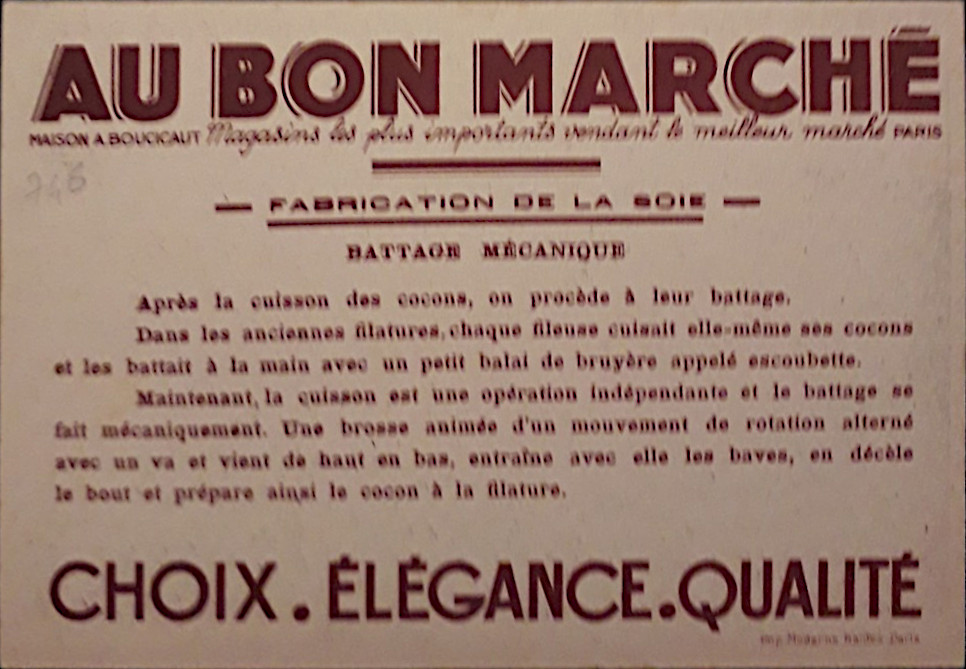 AU BON MARCHÉ
MAISON A BOUCICAUT Magasins les plus importants vendant le meilleur marché PARIS
746
— FABRICATION DE LA SOIE —
BATTAGE MÉCANIQUE
Après la cuisson des cocons, on procède à leur battage.
Dans les anciennes filatures, chaque fileuse cuisait elle-même ses cocons
et les battait à la main avec un petit balai de bruyère appelé escoubette.
Maintenant, la cuisson est une opération indépendante et le battage se
fait mécaniquement. Une brosse animée d'un mouvement de rotation alterné
avec un va et vient de haut en bas, entraîne avec elle les baves, en décèle
le bout et prépare ainsi le cocon à la filature.
CHOIX. ÉLÉGANCE. QUALITÉ
Imp. Moderne Paris